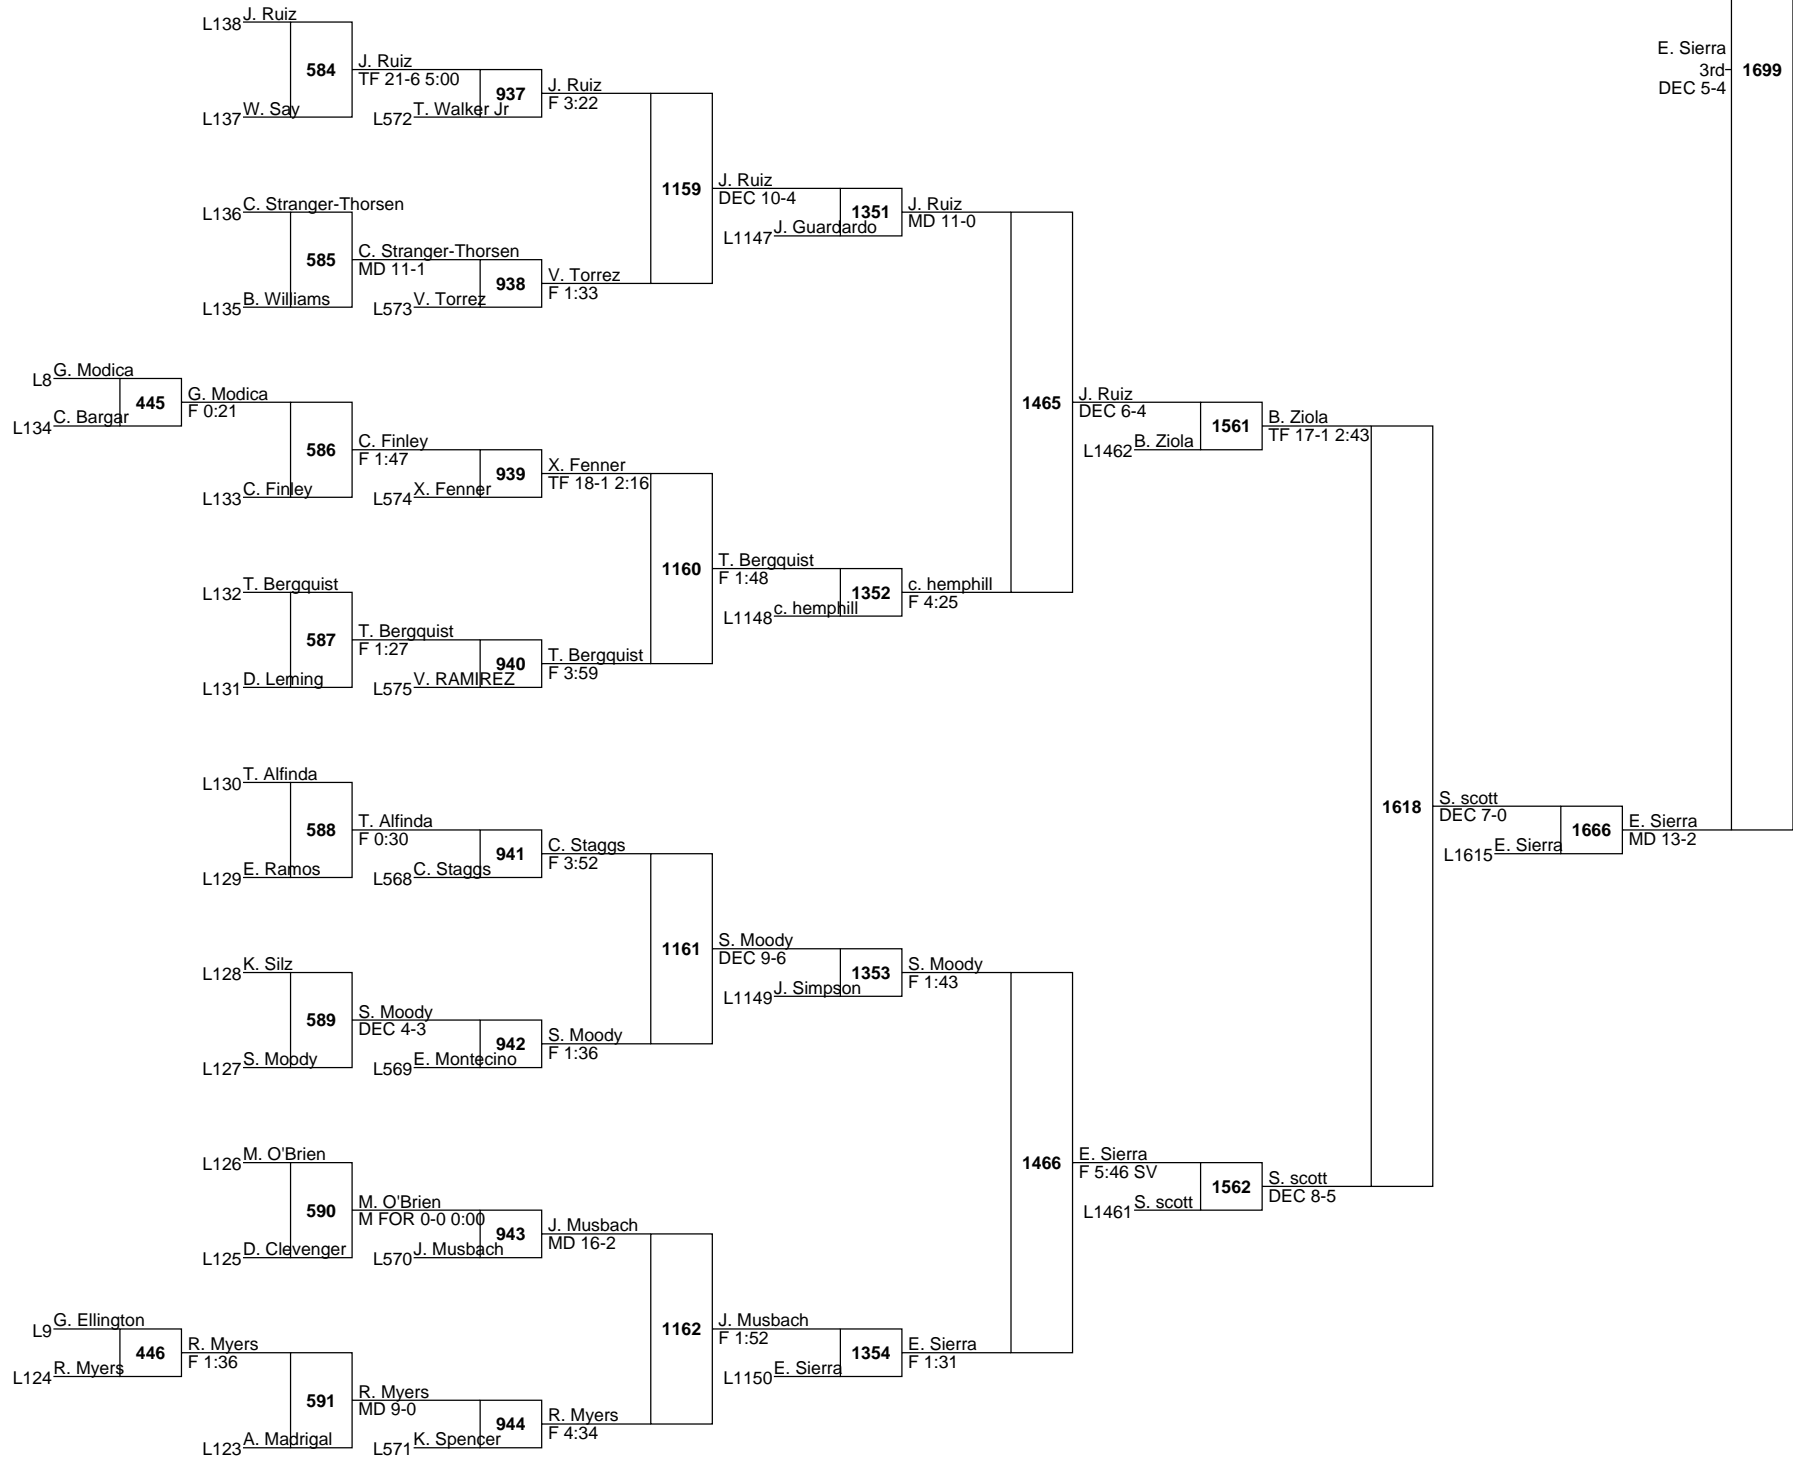 J. Ruiz
L138
584
J. Ruiz
TF 21-6 5:00
W. Say
L137
937
L572
T. Walker Jr
J. Ruiz
F 3:22
E. Sierra
3rd
DEC 5-4
1699
1159
J. Ruiz
DEC 10-4
1351
L1147
J. Guardardo
J. Ruiz
MD 11-0
L136
C. Stranger-Thorsen
585
C. Stranger-Thorsen
MD 11-1
L135
B. Williams
938
L573
V. Torrez
V. Torrez
F 1:33
L8
G. Modica
445
L134
C. Bargar
G. Modica
F 0:21
586
C. Finley
F 1:47
L133
C. Finley
939
L574
X. Fenner
X. Fenner
TF 18-1 2:16
1465
J. Ruiz
DEC 6-4
1561
L1462
B. Ziola
B. Ziola
TF 17-1 2:43
1160
T. Bergquist
F 1:48
1352
L1148
c. hemphill
c. hemphill
F 4:25
L132
T. Bergquist
587
T. Bergquist
F 1:27
L131
D. Leming
940
L575
V. RAMIREZ
T. Bergquist
F 3:59
L130
T. Alfinda
588
T. Alfinda
F 0:30
L129
E. Ramos
941
L568
C. Staggs
C. Staggs
F 3:52
1618
S. scott
DEC 7-0
1666
L1615
E. Sierra
E. Sierra
MD 13-2
1161
S. Moody
DEC 9-6
1353
L1149
J. Simpson
S. Moody
F 1:43
L128
K. Silz
589
S. Moody
DEC 4-3
L127
S. Moody
942
L569
E. Montecino
S. Moody
F 1:36
L126
M. O'Brien
590
M. O'Brien
M FOR 0-0 0:00
L125
D. Clevenger
943
L570
J. Musbach
J. Musbach
MD 16-2
1466
E. Sierra
F 5:46 SV
1562
L1461
S. scott
S. scott
DEC 8-5
L9
G. Ellington
446
L124
R. Myers
R. Myers
F 1:36
1162
J. Musbach
F 1:52
1354
L1150
E. Sierra
E. Sierra
F 1:31
591
R. Myers
MD 9-0
L123
A. Madrigal
944
L571
K. Spencer
R. Myers
F 4:34